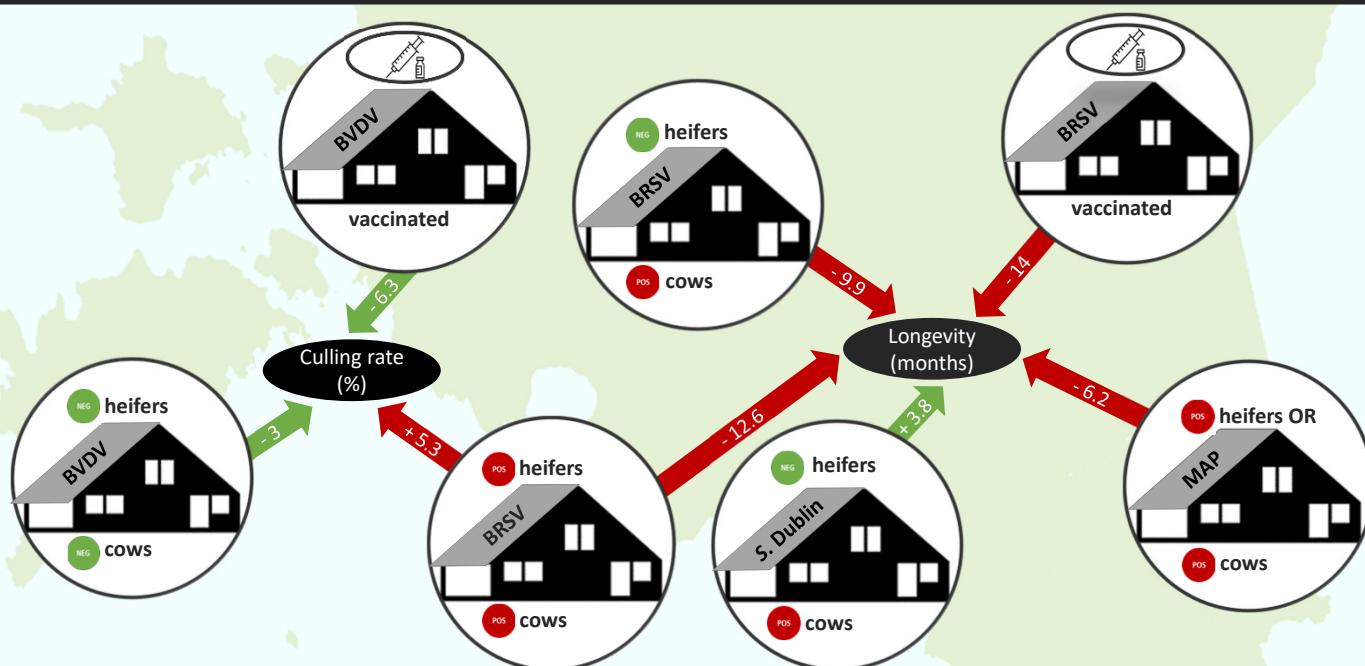 BVDV
vaccinated
- 6.3
NEG heifers
BRSV
POS cows
- 9.9
BRSV
vaccinated
- 14
Culling rate
(%)
Longevity
(months)
NEG heifers
BVDV
NEG cows
- 3
+ 5.3
POS heifers
BRSV
POS cows
- 12.6
+ 3.8
NEG heifers
S. Dublin
POS cows
- 6.2
POS heifers OR
MAP
POS cows